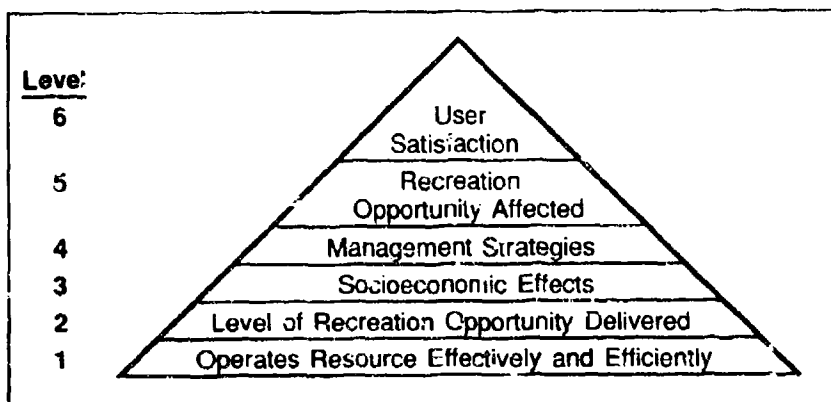 Level
6
User
Satisfaction
5
Recreation
Opportunity Affected
4
Management Strategies
3
Socioeconomic Effects
2
Level of Recreation Opportunity Delivered
1
Operates Resource Effectively and Efficiently